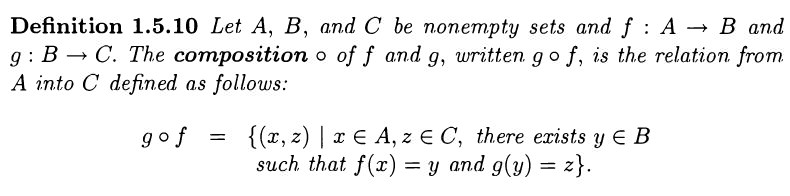 Definition 1.5.10 Let A, B, and C be nonempty sets and f : A → B and
g : B → C. The composition ∘ of f and g, written g ∘ f, is the relation from
A into C defined as follows:
g ∘ f = {(x, z) | x ∈ A, z ∈ C, there exists y ∈ B
such that f(x) = y and g(y) = z}.